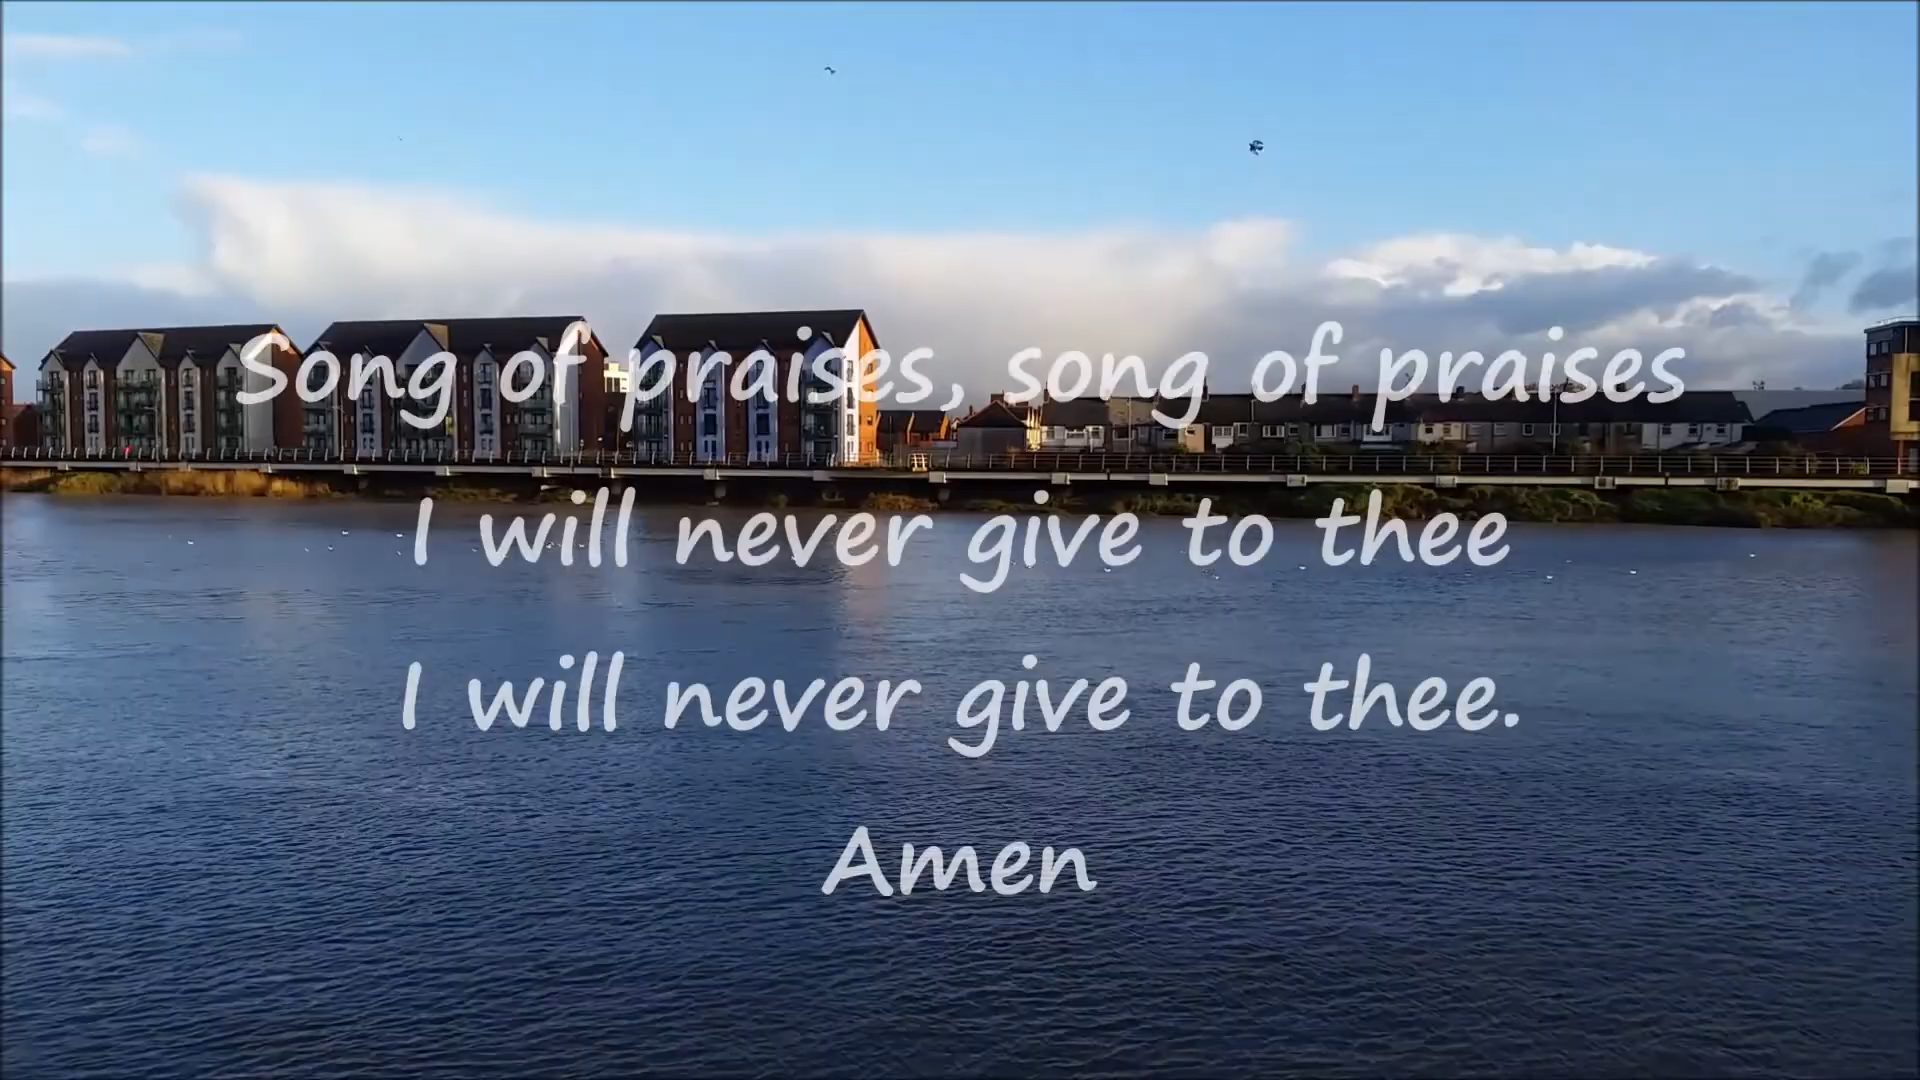 Song of praises, song of praises
I will never give to thee
I will never give to thee.
Amen